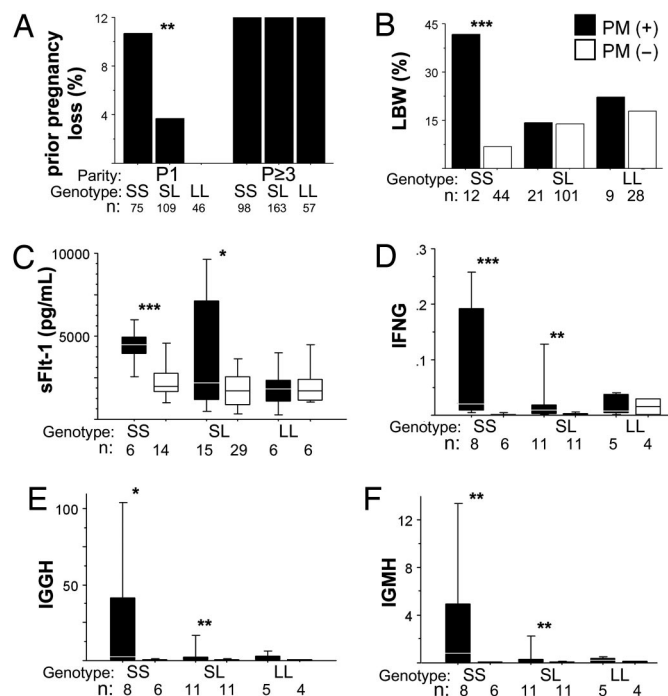 A
prior pregnancy loss (%)
12
8
4
**
Parity: P1 P≥3
Genotype: SS SL LL SS SL LL
n: 75 109 46 98 163 57
B
LBW (%)
45
30
15
***
PM (+)
PM (–)
Genotype: SS SL LL
n: 12 44 21 101 9 28
C
sFlt-1 (pg/mL)
10000
5000
***
*
Genotype: SS SL LL
n: 6 14 15 29 6 6
D
IFNG
.3
.2
.1
0
***
**
Genotype: SS SL LL
n: 8 6 11 11 5 4
E
IGGH
100
50
0
*
**
Genotype: SS SL LL
n: 8 6 11 11 5 4
F
IGMH
12
8
4
0
**
**
Genotype: SS SL LL
n: 8 6 11 11 5 4